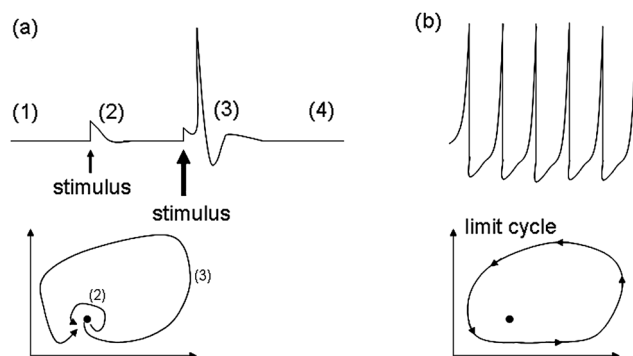 (a)
(b)
(1) (2) (3) (4)
stimulus
stimulus
limit cycle
(2)
(3)